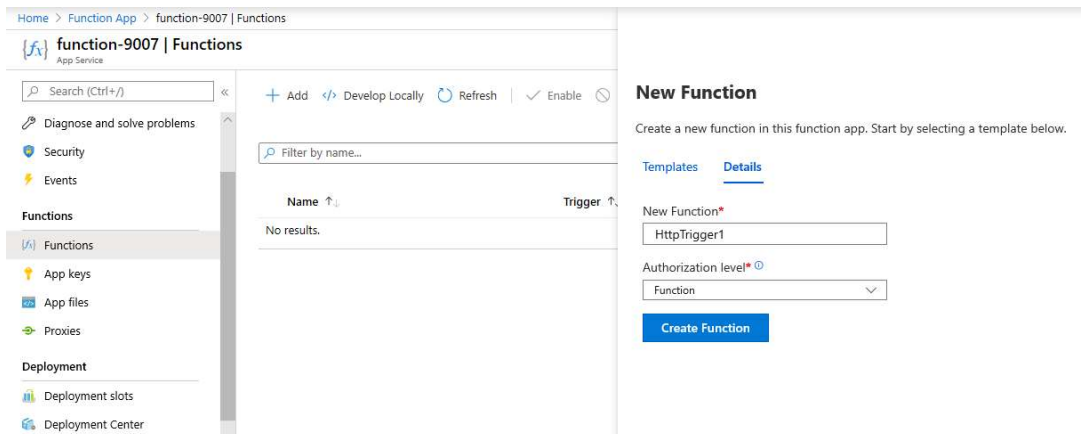 Home > Function App > function-9007 | Functions
function-9007 | Functions
App Service
Search (Ctrl+/)
«
Diagnose and solve problems
Security
Events
Functions
Functions
App keys
App files
Proxies
Deployment
Deployment slots
Deployment Center
+ Add </> Develop Locally Refresh Enable
Filter by name...
Name ↑↓ Trigger ↑
No results.
New Function
Create a new function in this function app. Start by selecting a template below.
Templates Details
New Function*
HttpTrigger1
Authorization level*
Function
Create Function